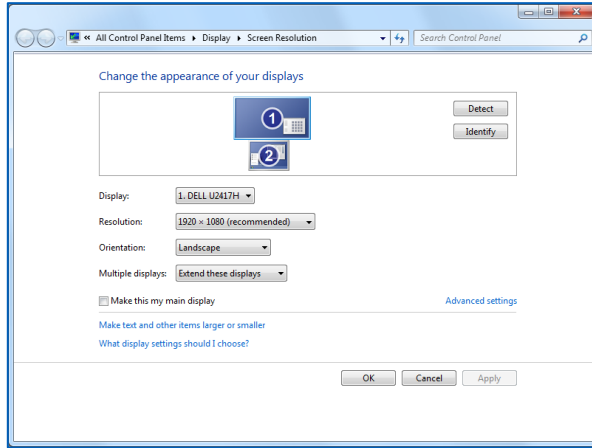 « All Control Panel Items ▸ Display ▸ Screen Resolution
Search Control Panel
Change the appearance of your displays
1
2
Detect
Identify
Display: 1. DELL U2417H
Resolution: 1920 × 1080 (recommended)
Orientation: Landscape
Multiple displays: Extend these displays
Make this my main display
Advanced settings
Make text and other items larger or smaller
What display settings should I choose?
OK Cancel Apply